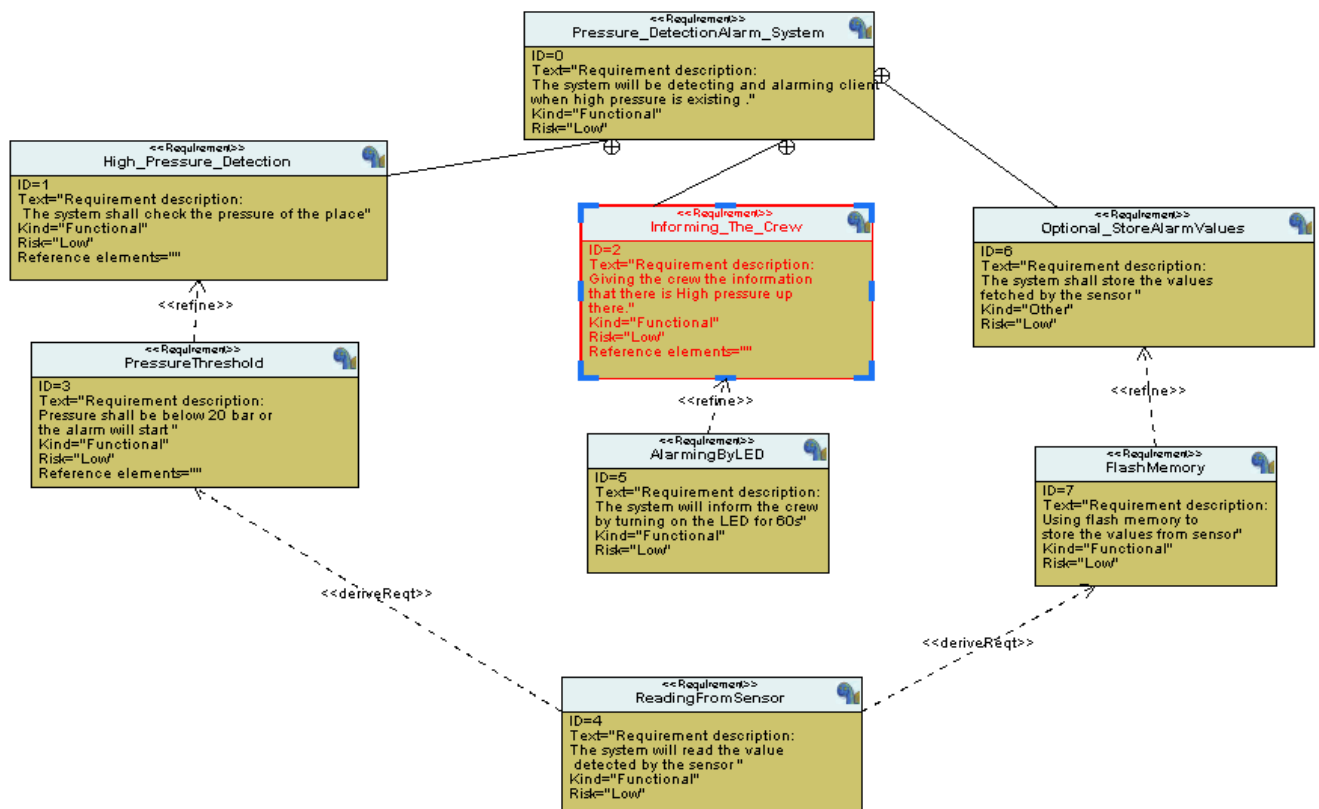 <<Requirement>>
Pressure_DetectionAlarm_System
ID=0
Text="Requirement description:
The system will be detecting and alarming client
when high pressure is existing ."
Kind="Functional"
Risk="Low"
<<Requirement>>
High_Pressure_Detection
ID=1
Text="Requirement description:
The system shall check the pressure of the place"
Kind="Functional"
Risk="Low"
Reference elements=""
<<Requirement>>
Informing_The_Crew
ID=2
Text="Requirement description:
Giving the crew the information
that there is High pressure up
there."
Kind="Functional"
Risk="Low"
Reference elements=""
<<Requirement>>
Optional_StoreAlarmValues
ID=6
Text="Requirement description:
The system shall store the values
fetched by the sensor "
Kind="Other"
Risk="Low"
<<refine>>
<<refine>>
<<refine>>
<<Requirement>>
PressureThreshold
ID=3
Text="Requirement description:
Pressure shall be below 20 bar or
the alarm will start "
Kind="Functional"
Risk="Low"
Reference elements=""
<<Requirement>>
AlarmingByLED
ID=5
Text="Requirement description:
The system will inform the crew
by turning on the LED for 60s"
Kind="Functional"
Risk="Low"
<<Requirement>>
FlashMemory
ID=7
Text="Requirement description:
Using flash memory to
store the values from sensor"
Kind="Functional"
Risk="Low"
<<deriveReqt>>
<<deriveReqt>>
<<Requirement>>
ReadingFromSensor
ID=4
Text="Requirement description:
The system will read the value
detected by the sensor "
Kind="Functional"
Risk="Low"